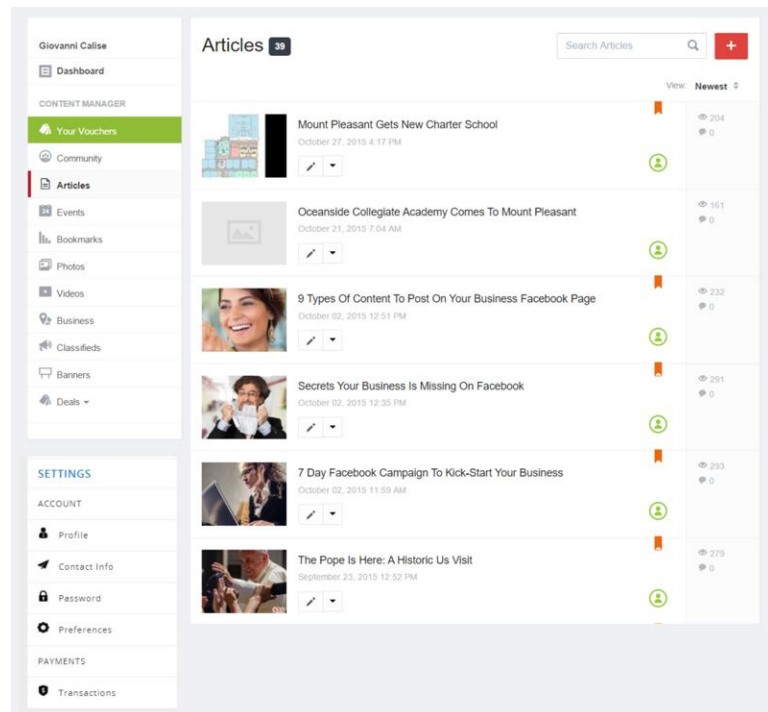 Giovanni Calise
Dashboard
CONTENT MANAGER
Your Vouchers
Community
Articles
Events
Bookmarks
Photos
Videos
Business
Classifieds
Banners
Deals
SETTINGS
ACCOUNT
Profile
Contact Info
Password
Preferences
PAYMENTS
Transactions
Articles 39
Search Articles
View: Newest
Mount Pleasant Gets New Charter School
October 27, 2015 4:17 PM
204
0
Oceanside Collegiate Academy Comes To Mount Pleasant
October 21, 2015 7:04 AM
161
0
9 Types Of Content To Post On Your Business Facebook Page
October 02, 2015 12:51 PM
232
0
Secrets Your Business Is Missing On Facebook
October 02, 2015 12:35 PM
291
0
7 Day Facebook Campaign To Kick-Start Your Business
October 02, 2015 11:59 AM
293
0
The Pope Is Here: A Historic Us Visit
September 23, 2015 12:52 PM
279
0